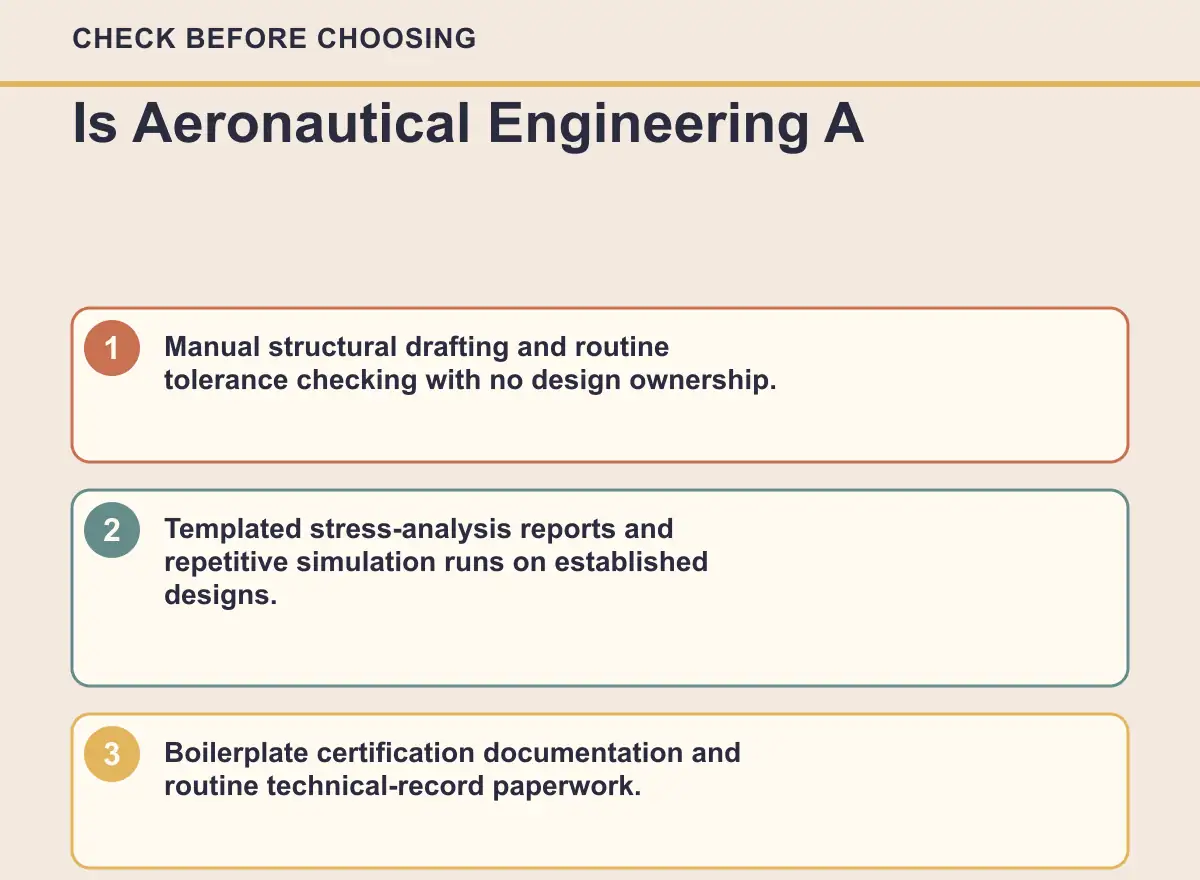 CHECK BEFORE CHOOSING
Is Aeronautical Engineering A
1
Manual structural drafting and routine
tolerance checking with no design ownership.
2
Templated stress-analysis reports and
repetitive simulation runs on established
designs.
3
Boilerplate certification documentation and
routine technical-record paperwork.